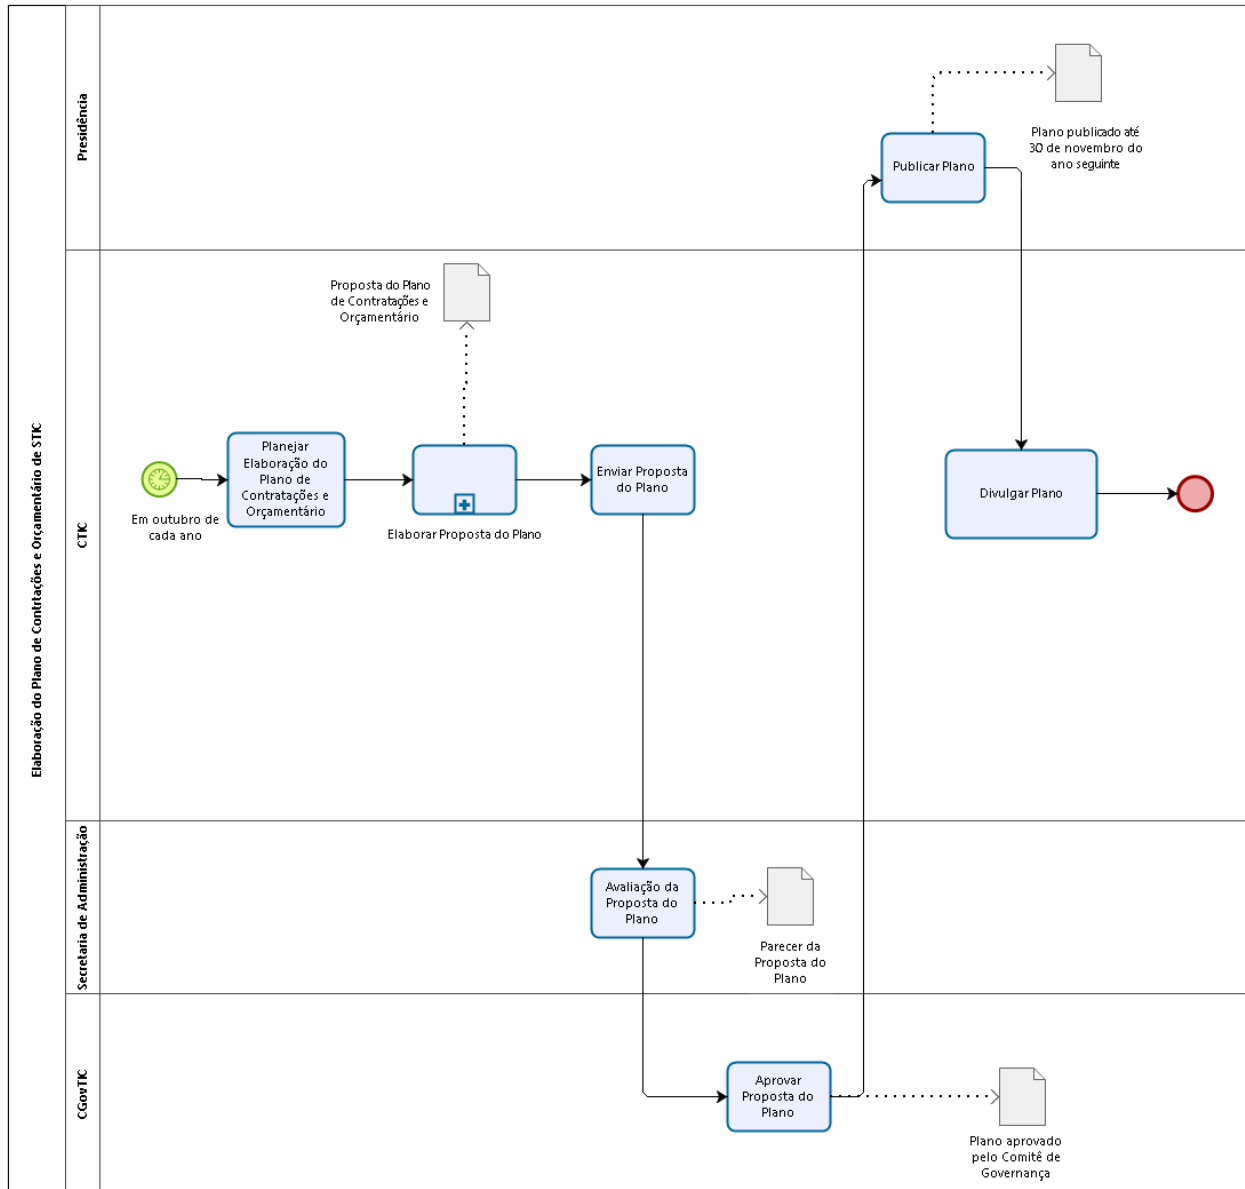 Elaboração do Plano de Contrtações e Orçamentário de STIC
Presidência
Publicar Plano
Plano publicado até
30 de novembro do
ano seguinte
CTIC
Proposta do Plano
de Contratações e
Orçamentário
Em outubro de
cada ano
Planejar
Elaboração do
Plano de
Contratações e
Orçamentário
Elaborar Proposta do Plano
Enviar Proposta
do Plano
Divulgar Plano
Secretaria de Administração
Avaliação da
Proposta do
Plano
Parecer da
Proposta do
Plano
CGovTIC
Aprovar
Proposta do
Plano
Plano aprovado
pelo Comitê de
Governança